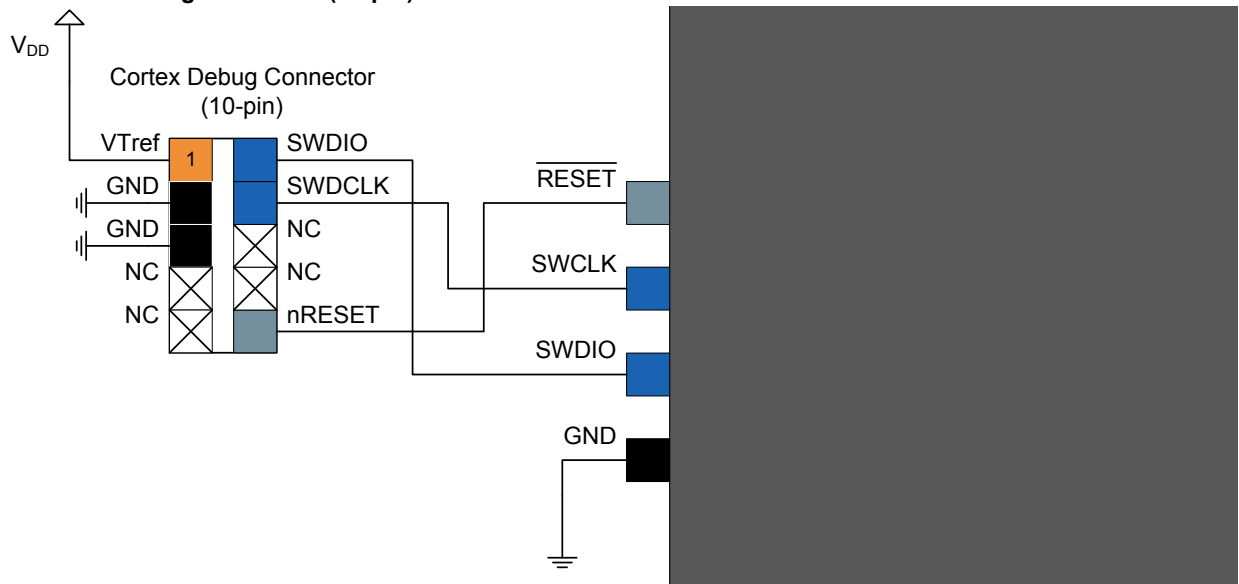 V_DD
Cortex Debug Connector
(10-pin)
VTref
1
SWDIO
GND
SWDCLK
GND
NC
NC
NC
NC
nRESET
RESET
SWCLK
SWDIO
GND